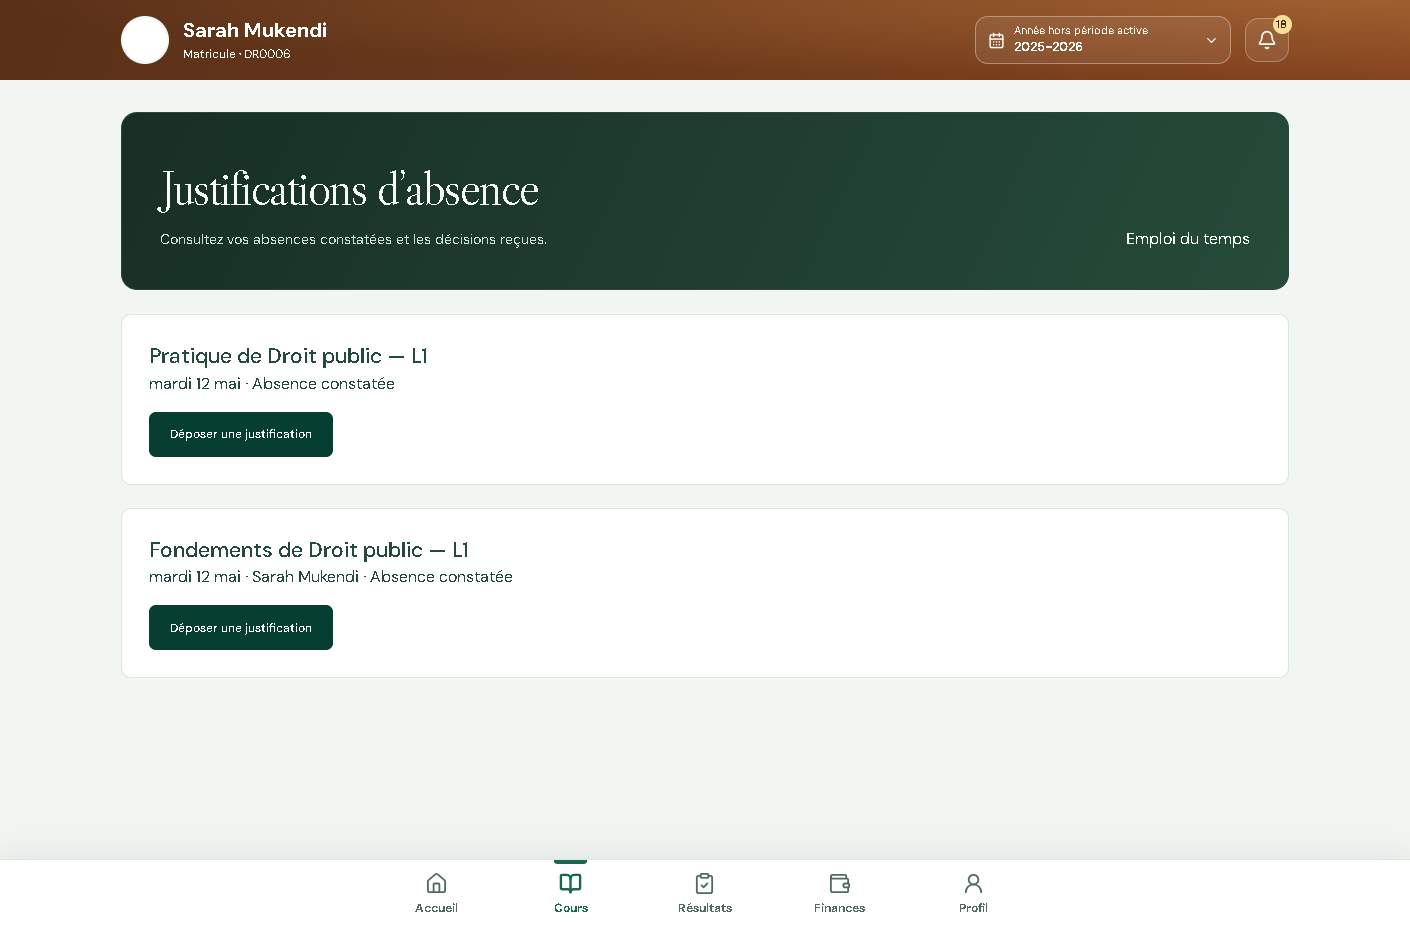 Sarah Mukendi
Matricule · DR0006
Année hors période active
2025-2026
18
Justifications d’absence
Consultez vos absences constatées et les décisions reçues.
Emploi du temps
Pratique de Droit public — L1
mardi 12 mai · Absence constatée
Déposer une justification
Fondements de Droit public — L1
mardi 12 mai · Sarah Mukendi · Absence constatée
Déposer une justification
Accueil
Cours
Résultats
Finances
Profil